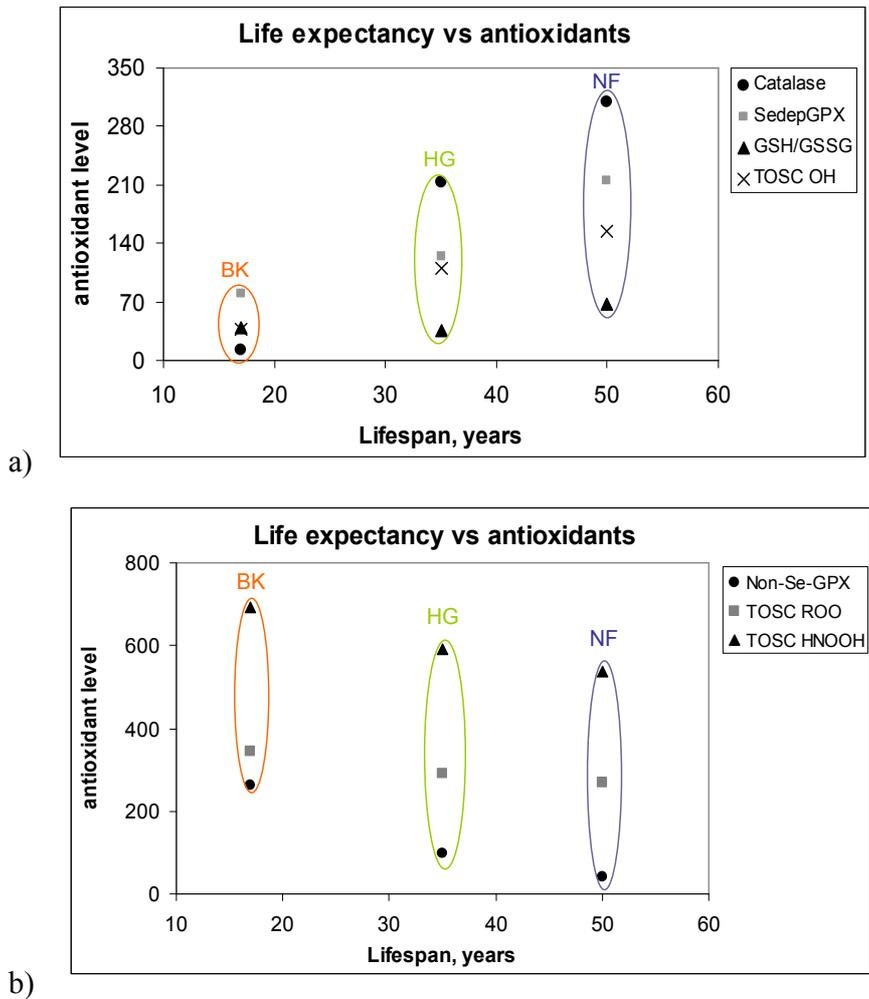 Life expectancy vs antioxidants
350
280
210
140
70
0
antioxidant level
BK
HG
NF
10 20 30 40 50 60
Lifespan, years
Catalase
SedepGPX
GSH/GSSG
TOSC OH
a)
Life expectancy vs antioxidants
800
600
400
200
0
antioxidant level
BK
HG
NF
10 20 30 40 50 60
Lifespan, years
Non-Se-GPX
TOSC ROO
TOSC HNOOH
b)